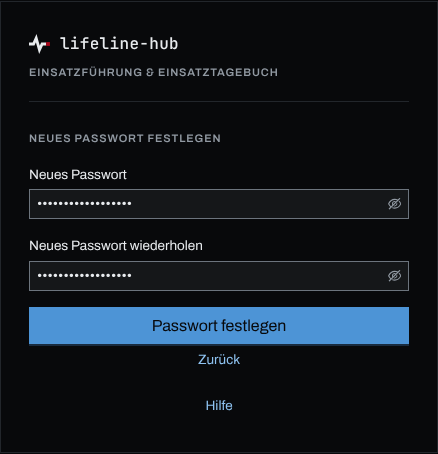 lifeline-hub
EINSATZFÜHRUNG & EINSATZTAGEBUCH
NEUES PASSWORT FESTLEGEN
Neues Passwort
••••••••••••••••••
Neues Passwort wiederholen
••••••••••••••••••
Passwort festlegen
Zurück
Hilfe